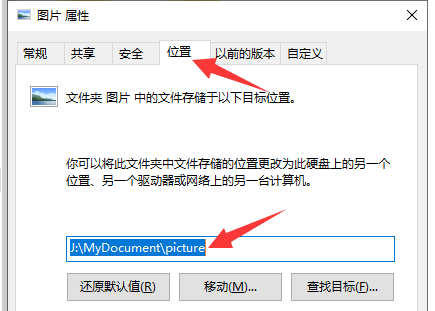 图片 属性
常规 共享 安全 位置 以前的版本 自定义
文件夹 图片 中的文件存储于以下目标位置。
你可以将此文件夹中文件存储的位置更改为此硬盘上的另一个
位置、另一个驱动器或网络上的另一台计算机。
J:\MyDocument\picture
还原默认值(R) 移动(M)... 查找目标(F)...